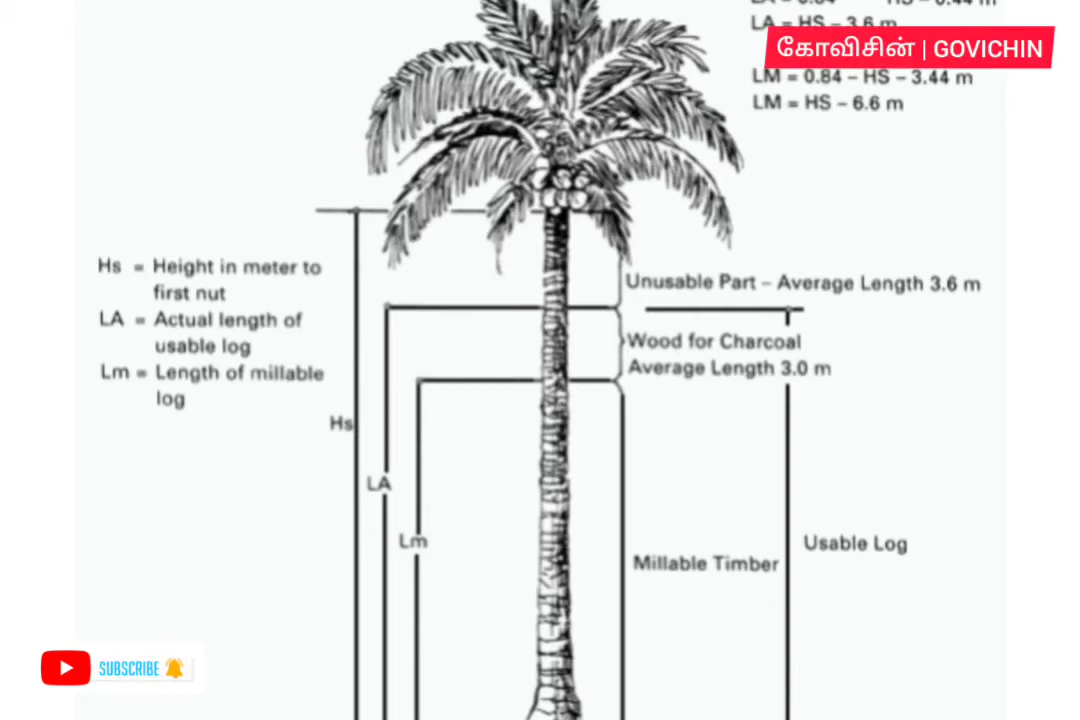 LA = HS – 3.6 m
கோவிசின் | GOVICHIN
LM = 0.84 – HS – 3.44 m
LM = HS – 6.6 m
Hs = Height in meter to
first nut
LA = Actual length of
usable log
Lm = Length of millable
log
Unusable Part – Average Length 3.6 m
Wood for Charcoal
Average Length 3.0 m
Hs
LA
Lm
Millable Timber
Usable Log
SUBSCRIBE